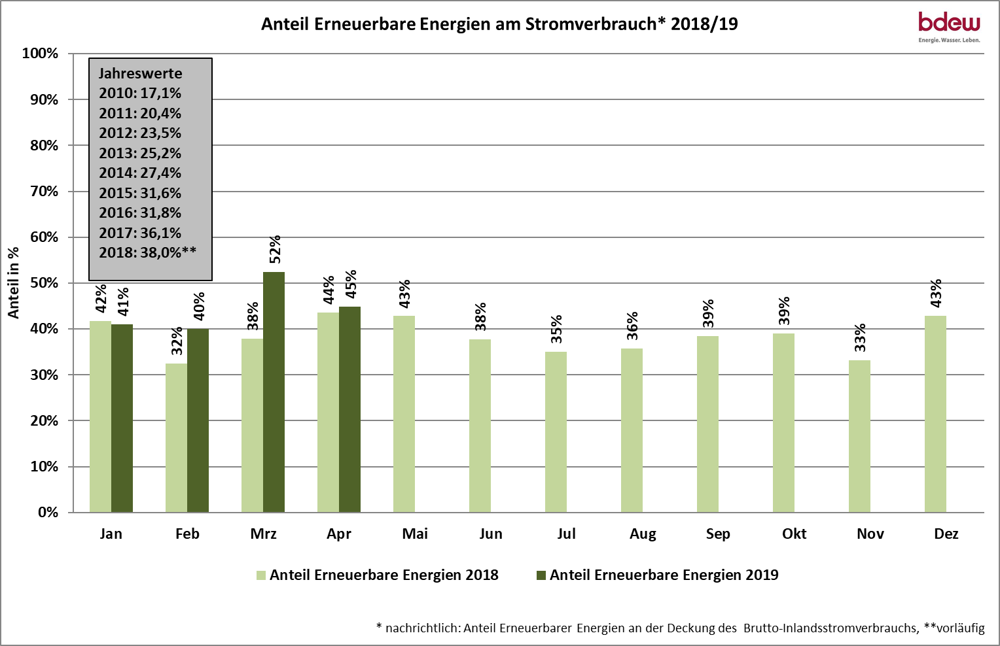 Anteil Erneuerbare Energien am Stromverbrauch* 2018/19
bdew
Energie. Wasser. Leben.
Anteil in %
100%
90%
80%
70%
60%
50%
40%
30%
20%
10%
0%
Jahreswerte
2010: 17,1%
2011: 20,4%
2012: 23,5%
2013: 25,2%
2014: 27,4%
2015: 31,6%
2016: 31,8%
2017: 36,1%
2018: 38,0%**
42%
41%
32%
40%
38%
52%
44%
45%
43%
38%
35%
36%
39%
39%
33%
43%
Jan
Feb
Mrz
Apr
Mai
Jun
Jul
Aug
Sep
Okt
Nov
Dez
Anteil Erneuerbare Energien 2018
Anteil Erneuerbare Energien 2019
* nachrichtlich: Anteil Erneuerbarer Energien an der Deckung des Brutto-Inlandsstromverbrauchs, **vorläufig